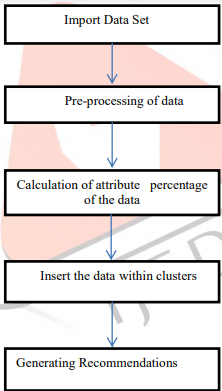 Import Data Set
Pre-processing of data
Calculation of attribute percentage
of the data
Insert the data within clusters
Generating Recommendations